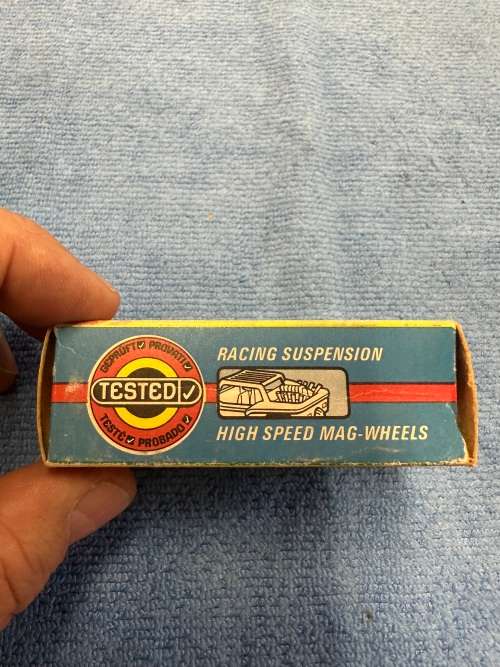 GEPRÜFT PROVATO
TESTED
TESTÉ PROBADO
RACING SUSPENSION
HIGH SPEED MAG-WHEELS